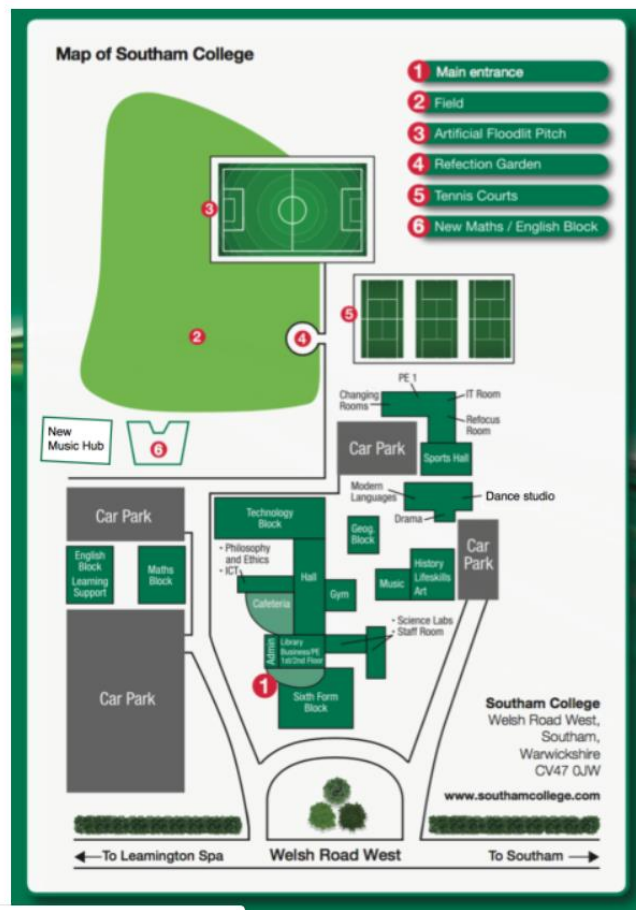 Map of Southam College
1 Main entrance
2 Field
3 Artificial Floodlit Pitch
4 Refection Garden
5 Tennis Courts
6 New Maths / English Block
3
5
2
4
PE 1
Changing
Rooms
IT Room
Refocus
Room
New
Music Hub
6
Car Park
Sports Hall
Modern
Languages
Dance studio
Drama
Car Park
Technology
Block
Geog.
Block
Car
Park
English
Block
Learning
Support
Maths
Block
• Philosophy
and Ethics
• ICT
Hall
History
Lifeskills
Art
Music
Gym
Cafeteria
• Science Labs
• Staff Room
Admin
Library
Business/PE
1st/2nd Floor
1
Sixth Form
Block
Car Park
Southam College
Welsh Road West,
Southam,
Warwickshire
CV47 0JW
www.southamcollege.com
To Leamington Spa
Welsh Road West
To Southam